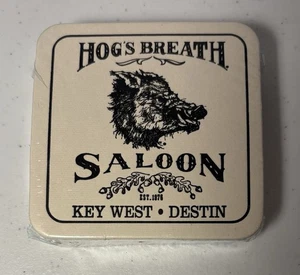 HOG'S BREATH
SALOON
EST. 1976
KEY WEST • DESTIN